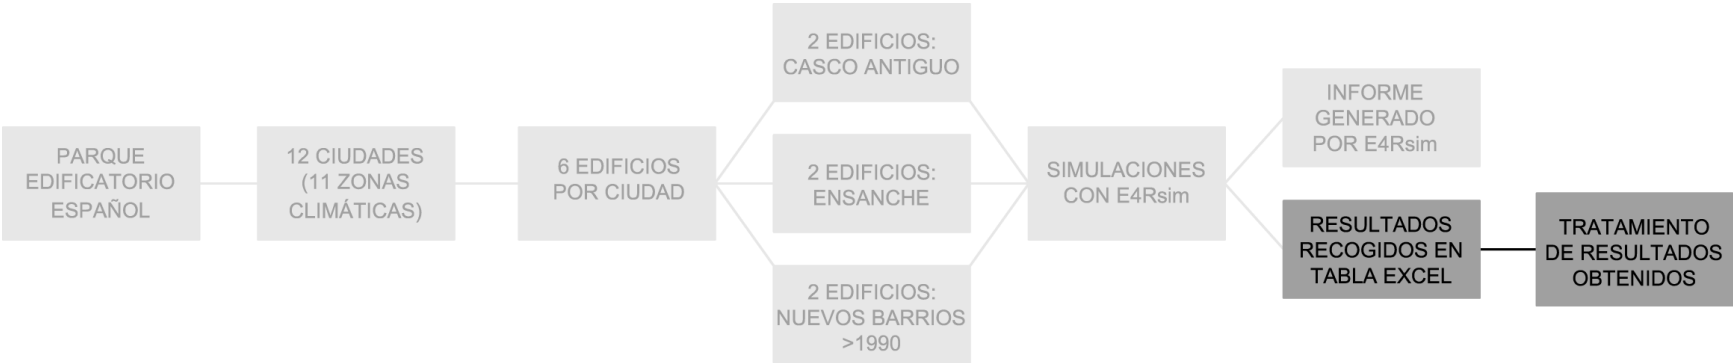 PARQUE
EDIFICATORIO
ESPAÑOL
12 CIUDADES
(11 ZONAS
CLIMÁTICAS)
6 EDIFICIOS
POR CIUDAD
2 EDIFICIOS:
CASCO ANTIGUO
2 EDIFICIOS:
ENSANCHE
2 EDIFICIOS:
NUEVOS BARRIOS
>1990
SIMULACIONES
CON E4Rsim
INFORME
GENERADO
POR E4Rsim
RESULTADOS
RECOGIDOS EN
TABLA EXCEL
TRATAMIENTO
DE RESULTADOS
OBTENIDOS